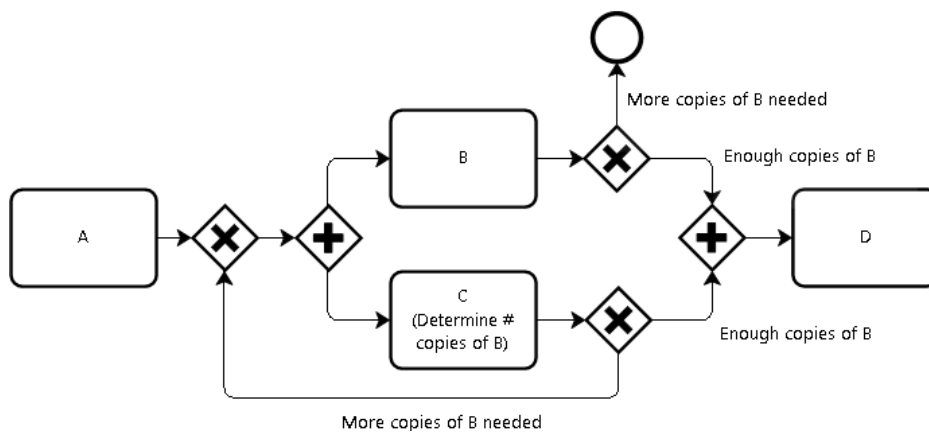 More copies of B needed
B
Enough copies of B
A
D
C
(Determine #
copies of B)
Enough copies of B
More copies of B needed